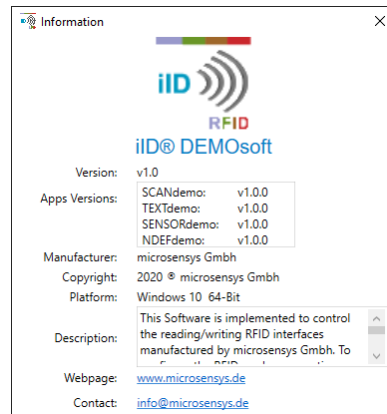 Information
iID
RFID
iID® DEMOsoft
Version: v1.0
Apps Versions:
SCANdemo: v1.0.0
TEXTdemo: v1.0.0
SENSORdemo: v1.0.0
NDEFdemo: v1.0.0
Manufacturer: microsensys Gmbh
Copyright: 2020 ® microsensys Gmbh
Platform: Windows 10 64-Bit
Description:
This Software is implemented to control
the reading/writing RFID interfaces
manufactured by microsensys Gmbh. To
Webpage: www.microsensys.de
Contact: info@microsensys.de